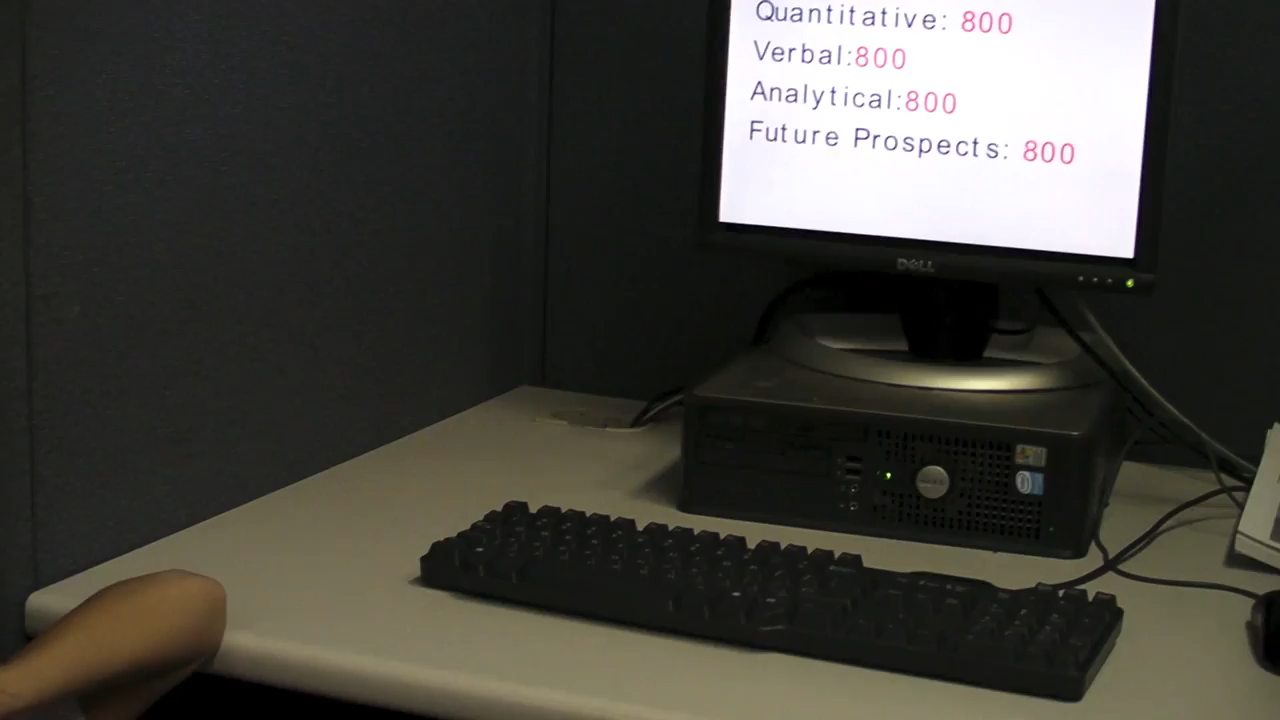 Quantitative: 800
Verbal:800
Analytical:800
Future Prospects: 800
DELL